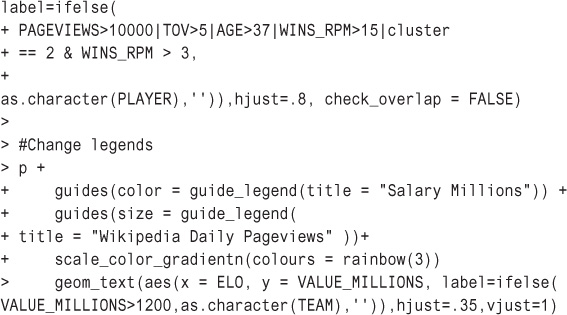 label=ifelse(
+ PAGEVIEWS>10000|TOV>5|AGE>37|WINS_RPM>15|cluster
+ == 2 & WINS_RPM > 3,
+
as.character(PLAYER),'')),hjust=.8, check_overlap = FALSE)
>
> #Change legends
> p +
+     guides(color = guide_legend(title = "Salary Millions")) +
+     guides(size = guide_legend(
+ title = "Wikipedia Daily Pageviews" ))+
+     scale_color_gradientn(colours = rainbow(3))
>     geom_text(aes(x = ELO, y = VALUE_MILLIONS, label=ifelse(
VALUE_MILLIONS>1200,as.character(TEAM),'')),hjust=.35,vjust=1)